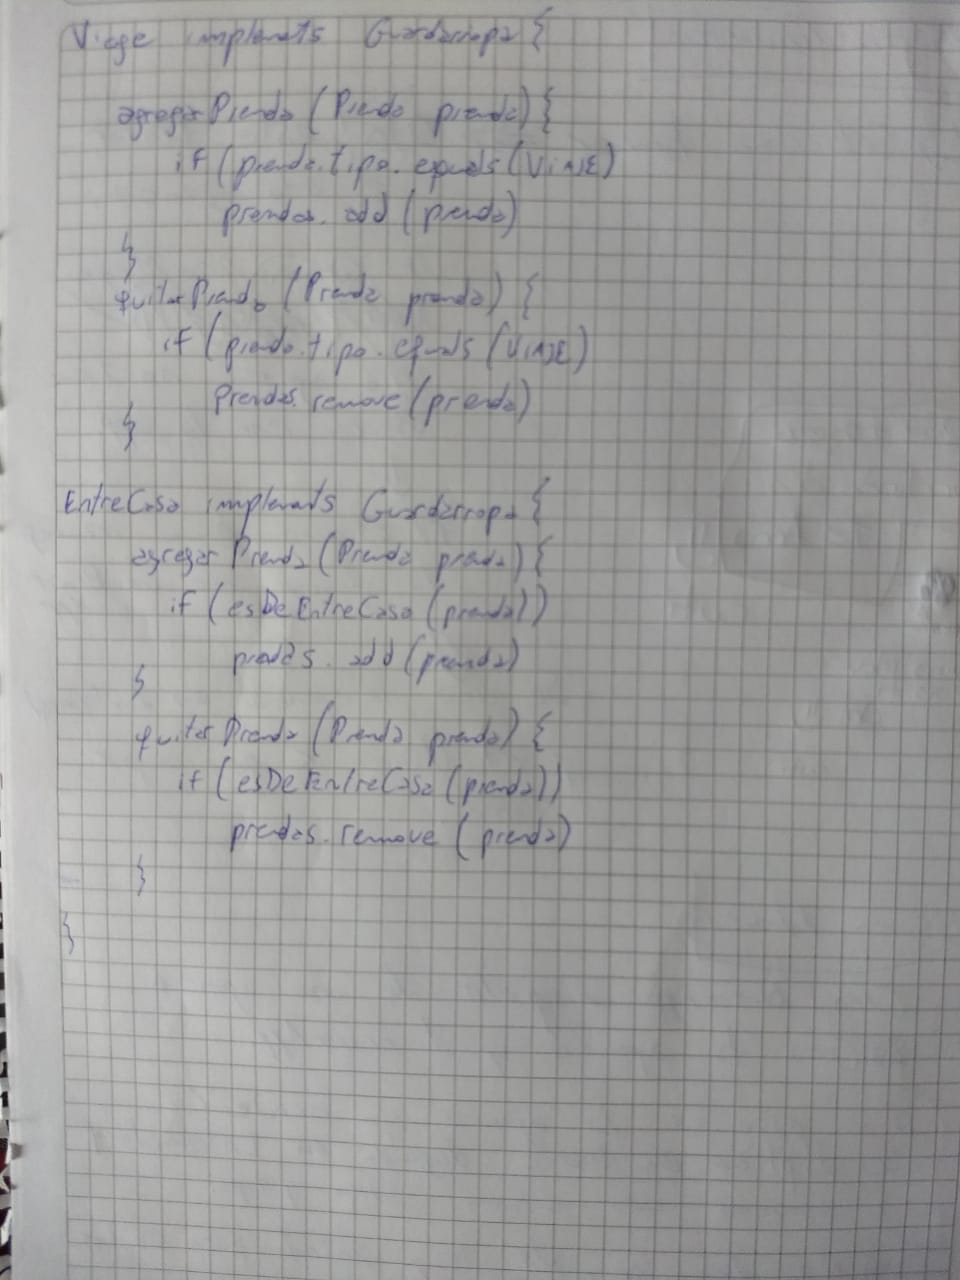 Viaje implemets Guardarropa {
agregarPrenda (Prenda prenda) {
if (prenda.tipo.equals (VIAJE)
prendas.add (prenda)
}
quitarPrenda (Prenda prenda) {
if (prenda.tipo.equals (VIAJE)
prendas.remove (prenda)
}
EntreCasa implemets Guardarropa {
agregarPrenda (Prenda prenda) {
if (esDeEntreCasa (prenda))
prendas.add (prenda)
}
quitarPrenda (Prenda prenda) {
if (esDeEntreCasa (prenda))
prendas.remove (prenda)
}
}